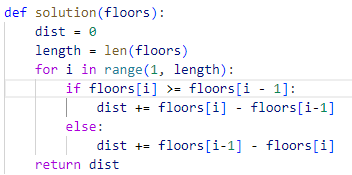 def solution(floors):
    dist = 0
    length = len(floors)
    for i in range(1, length):
        if floors[i] >= floors[i - 1]:
            dist += floors[i] - floors[i-1]
        else:
            dist += floors[i-1] - floors[i]
    return dist